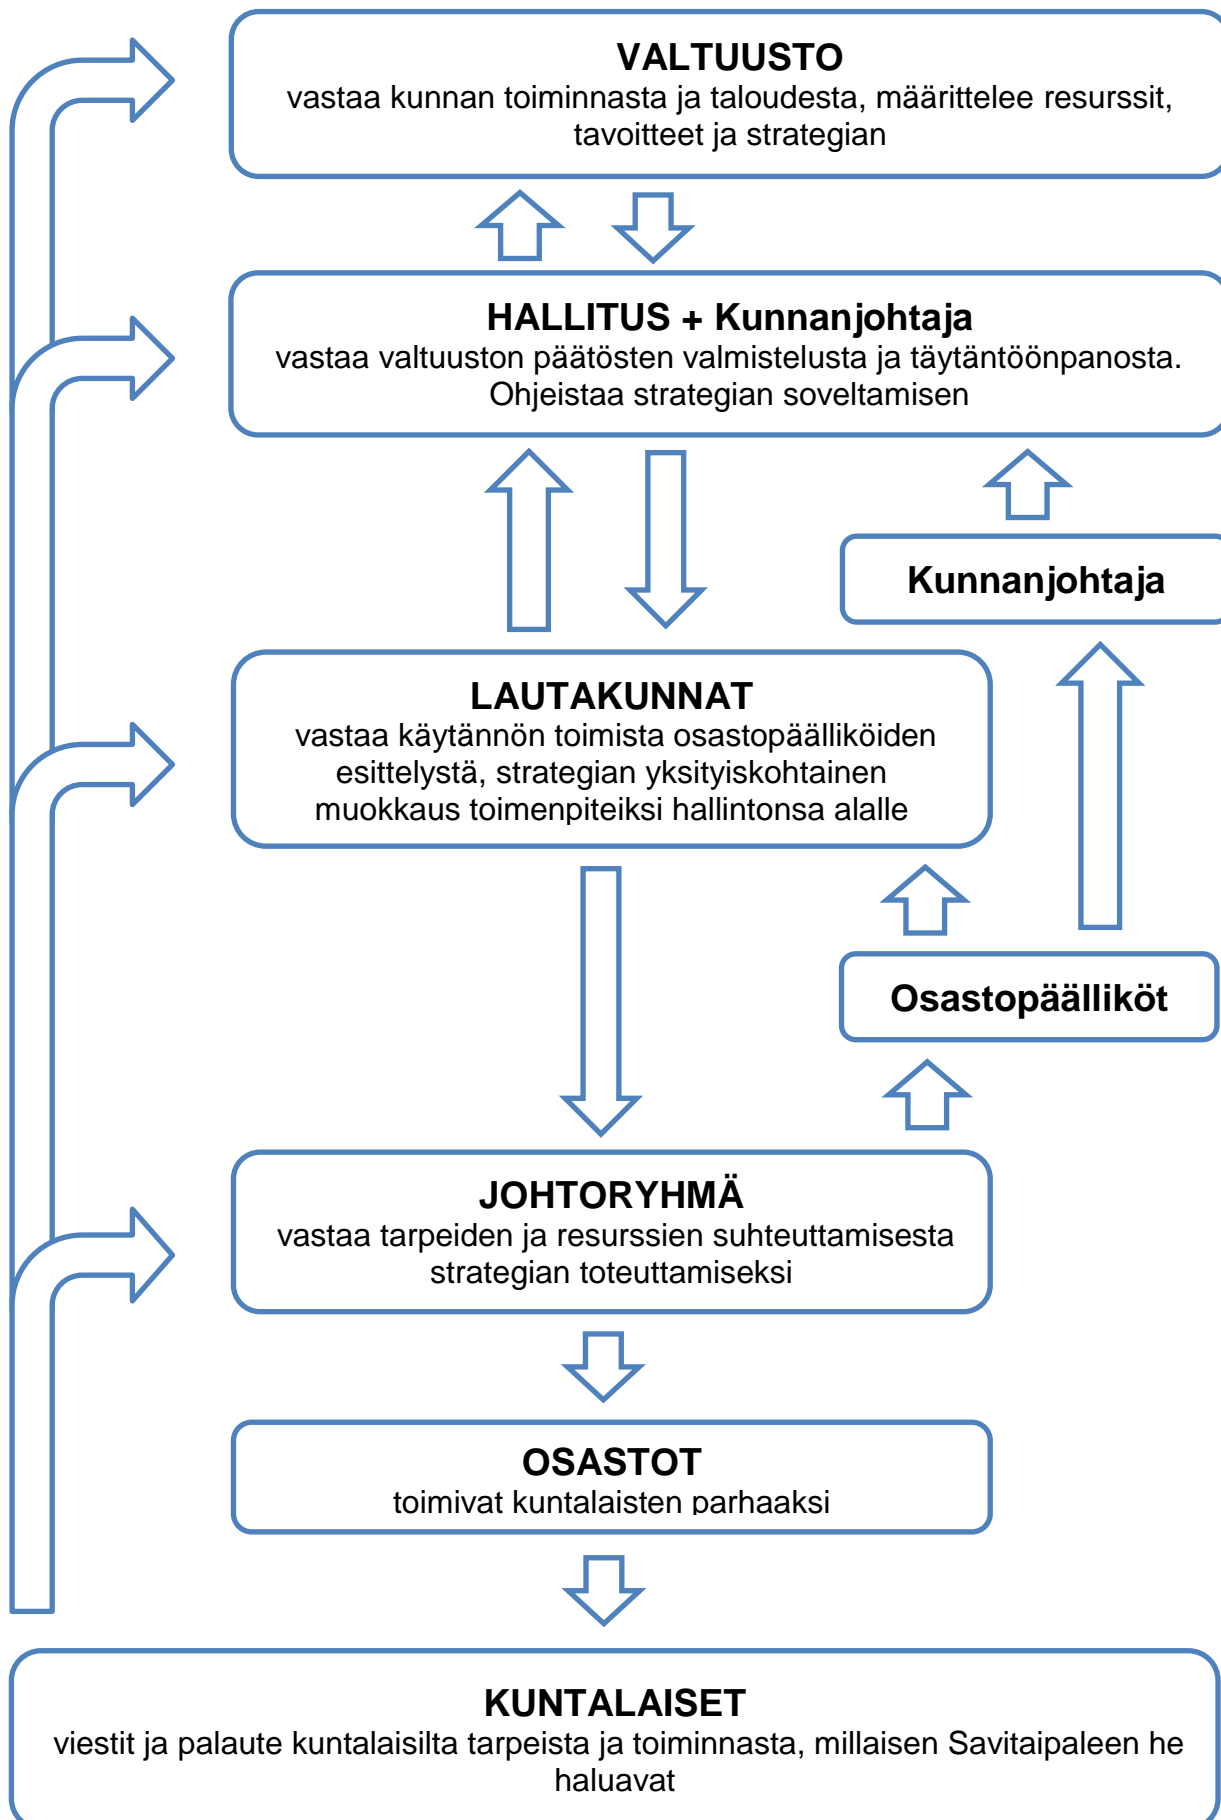 VALTUUSTO
vastaa kunnan toiminnasta ja taloudesta, määrittelee resurssit,
tavoitteet ja strategian
HALLITUS + Kunnanjohtaja
vastaa valtuuston päätösten valmistelusta ja täytäntöönpanosta.
Ohjeistaa strategian soveltamisen
Kunnanjohtaja
LAUTAKUNNAT
vastaa käytännön toimista osastopäälliköiden
esittelystä, strategian yksityiskohtainen
muokkaus toimenpiteiksi hallintonsa alalle
Osastopäälliköt
JOHTORYHMÄ
vastaa tarpeiden ja resurssien suhteuttamisesta
strategian toteuttamiseksi
OSASTOT
toimivat kuntalaisten parhaaksi
KUNTALAISET
viestit ja palaute kuntalaisilta tarpeista ja toiminnasta, millaisen Savitaipaleen he
haluavat